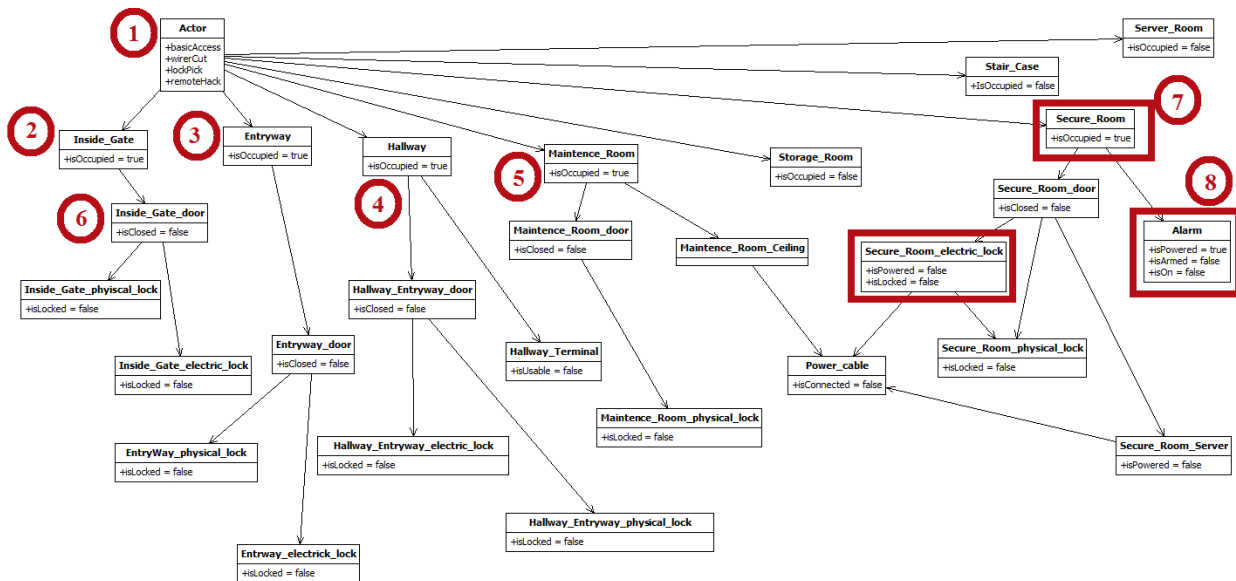 1
Actor
+basicAccess
+wirerCut
+lockPick
+remoteHack
Server_Room
+isOccupied = false
Stair_Case
+IsOccupied = false
7
Secure_Room
+isOccupied = true
2
Inside_Gate
+isOccupied = true
3
Entryway
+isOccupied = true
Hallway
+isOccupied = true
4
5
Maintence_Room
+isOccupied = true
Storage_Room
+isOccupied = false
Secure_Room_door
+isClosed = false
8
Alarm
+isPowered = true
+isArmed = false
+isOn = false
6
Inside_Gate_door
+isClosed = false
Maintence_Room_door
+isClosed = false
Maintence_Room_Ceiling
Secure_Room_electric_lock
+isPowered = false
+isLocked = false
Inside_Gate_phyiscal_lock
+isLocked = false
Hallway_Entryway_door
+isClosed = false
Entryway_door
+isClosed = false
Hallway_Terminal
+isUsable = false
Secure_Room_physical_lock
+isLocked = false
Inside_Gate_electric_lock
+isLocked = false
Power_cable
+isConnected = false
Maintence_Room_physical_lock
+isLocked = false
EntryWay_physical_lock
+isLocked = false
Hallway_Entryway_electric_lock
+isLocked = false
Secure_Room_Server
+isPowered = false
Hallway_Entryway_physical_lock
+isLocked = false
Entrway_electrick_lock
+isLocked = false